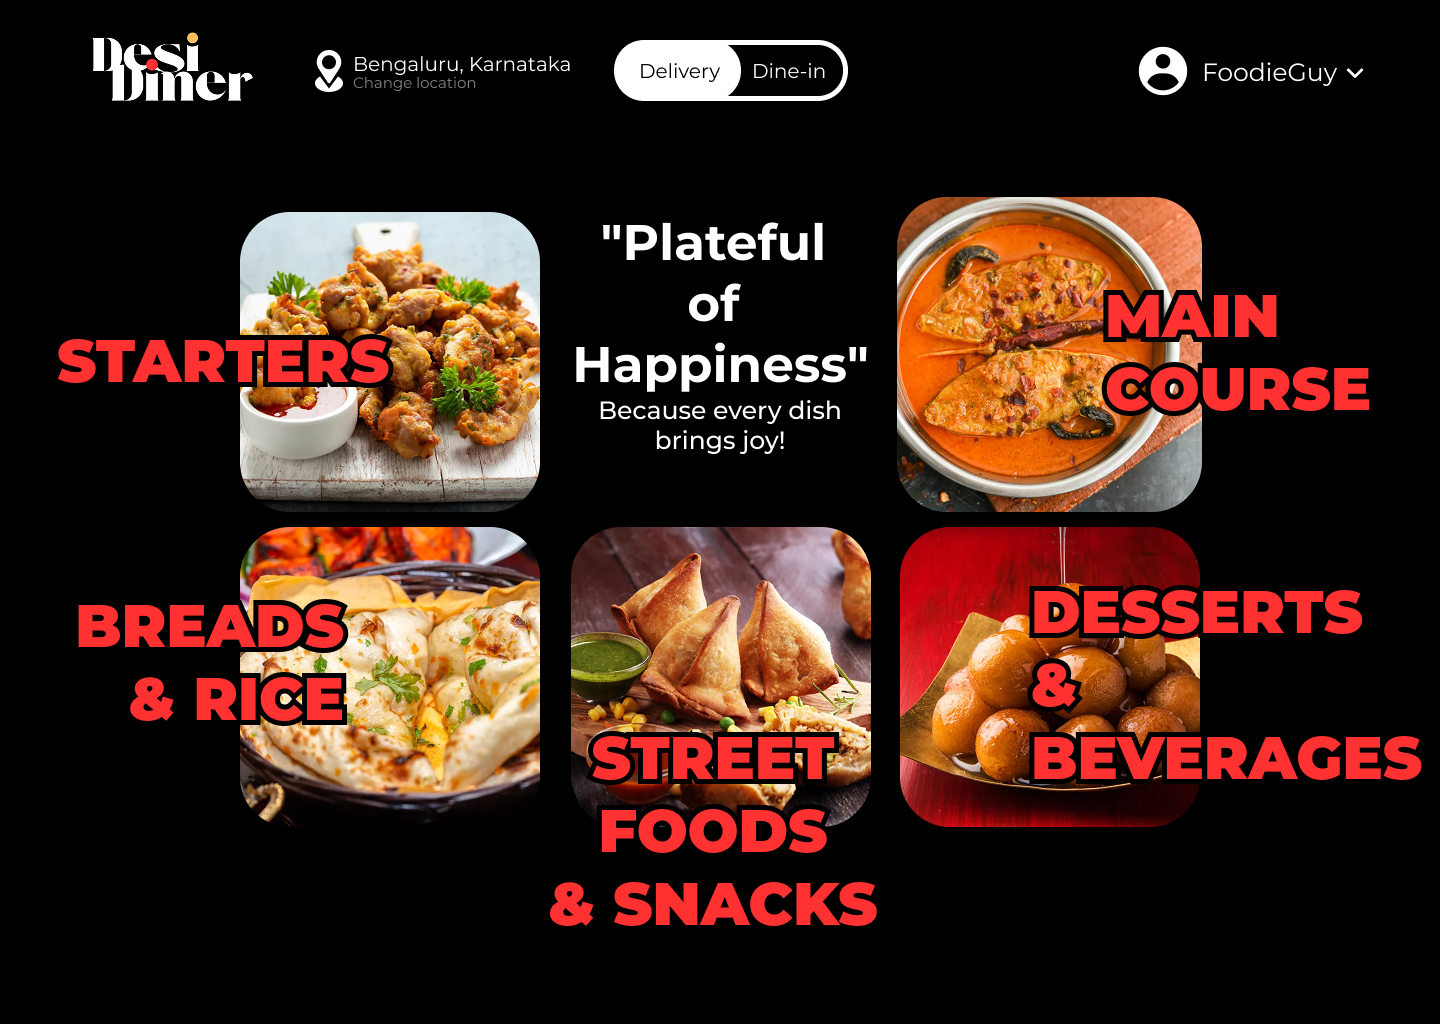 Desi
Diner
Bengaluru, Karnataka
Change location
Delivery
Dine-in
FoodieGuy
"Plateful
of
Happiness"
Because every dish
brings joy!
STARTERS
MAIN
COURSE
BREADS
& RICE
STREET
FOODS
& SNACKS
DESSERTS
&
BEVERAGES